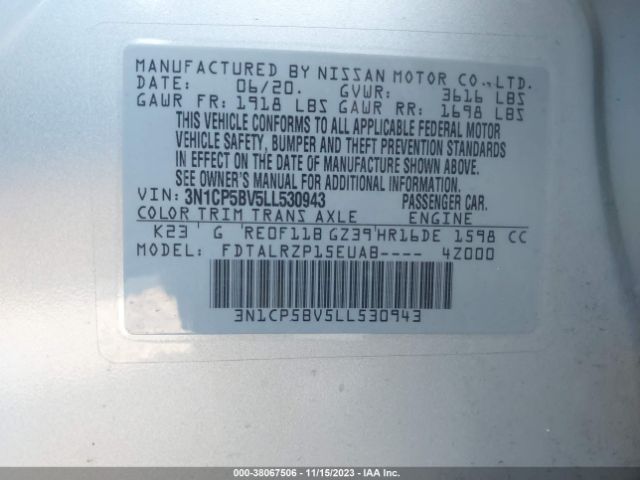 MANUFACTURED BY NISSAN MOTOR CO.,LTD.
DATE: 06/20. GVWR: 3616 LBS
GAWR FR: 1918 LBS GAWR RR: 1698 LBS
THIS VEHICLE CONFORMS TO ALL APPLICABLE FEDERAL MOTOR
VEHICLE SAFETY, BUMPER AND THEFT PREVENTION STANDARDS
IN EFFECT ON THE DATE OF MANUFACTURE SHOWN ABOVE.
SEE OWNER'S MANUAL FOR ADDITIONAL INFORMATION.
VIN: 3N1CP5BV5LL530943 PASSENGER CAR.
COLOR TRIM TRANS AXLE ENGINE
K23 G RE0F11B GZ39 HR16DE 1598 CC
MODEL: FDTALRZP15EUAB---- 4Z000
3N1CP5BV5LL530943
000-38067506 - 11/15/2023 - IAA, Inc.